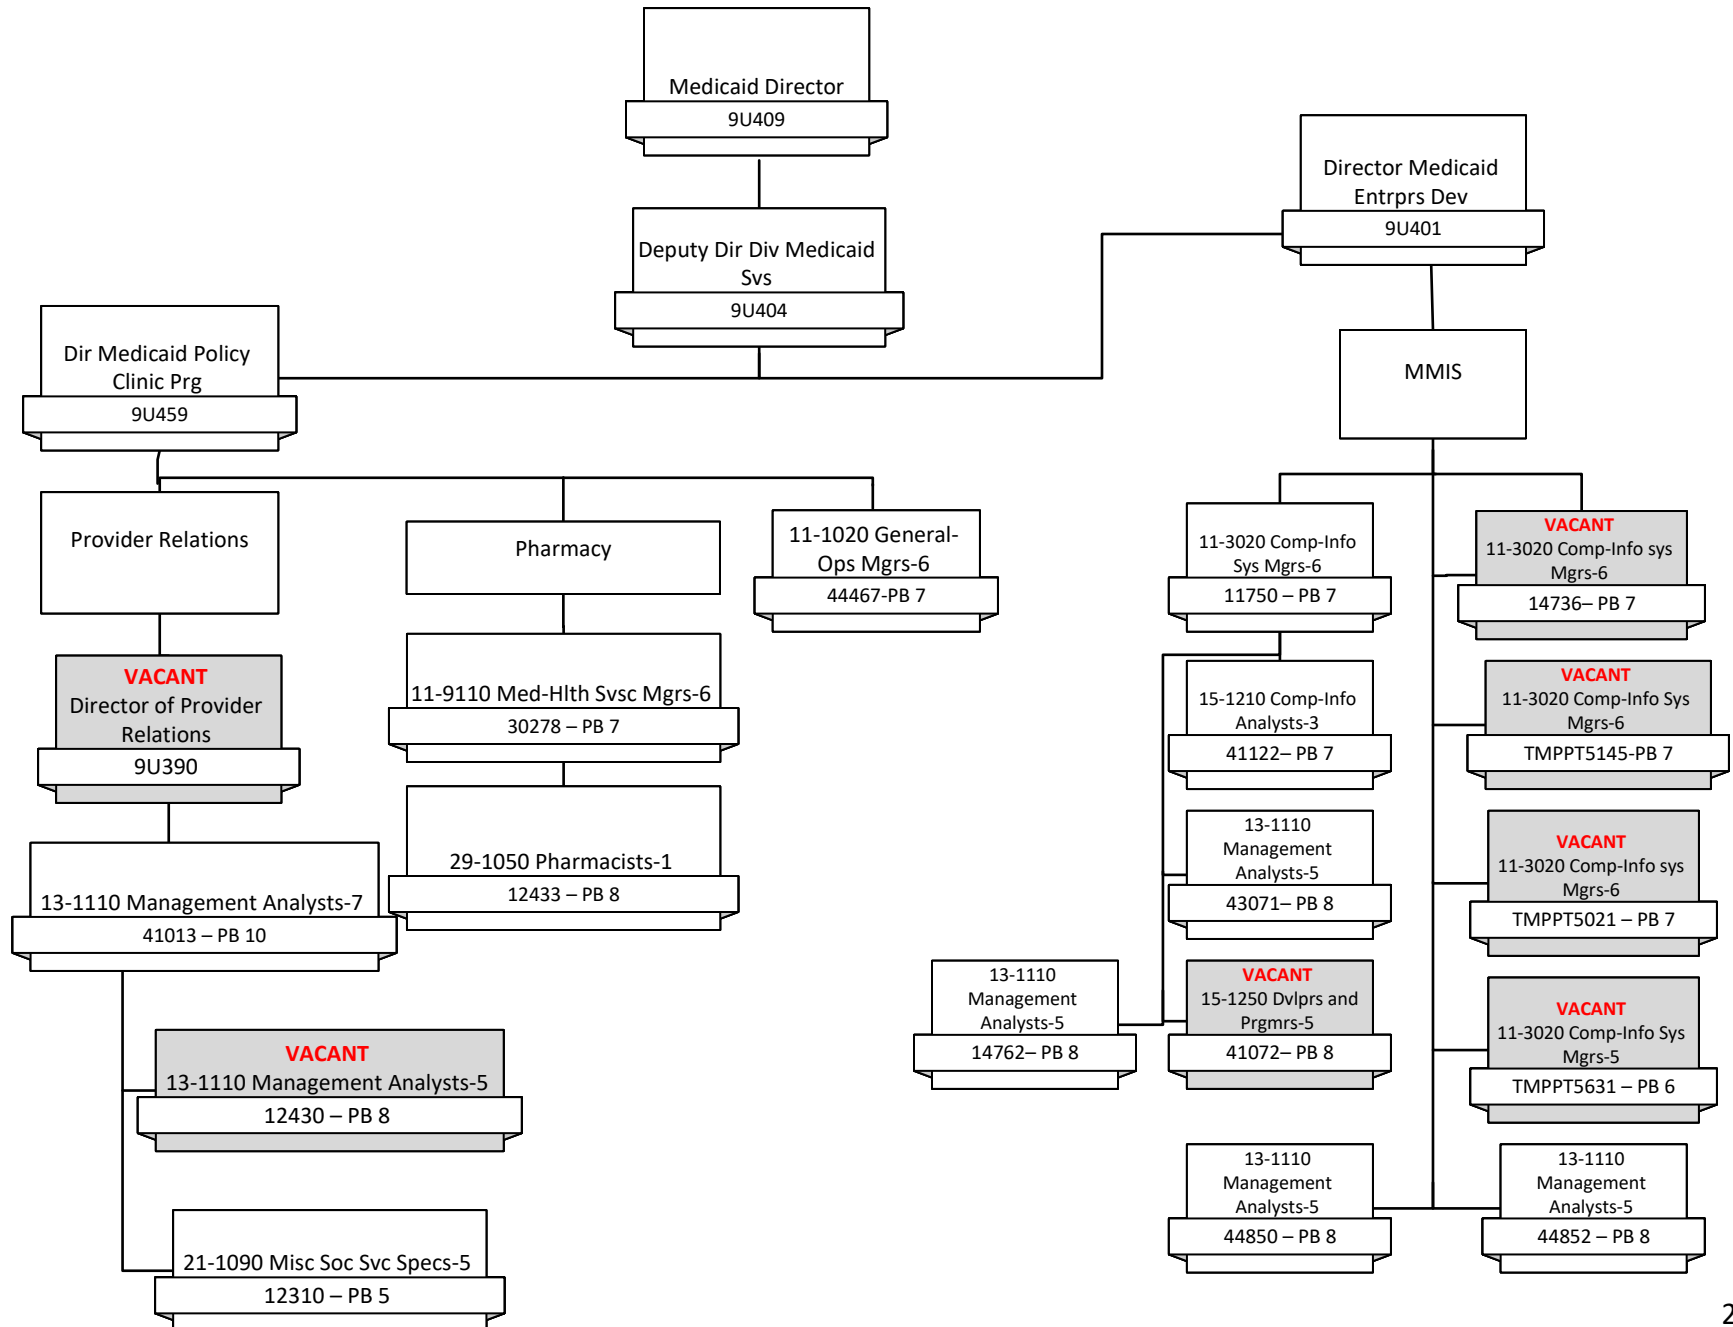 Medicaid Director
9U409
Director Medicaid
Entrprs Dev
9U401
Deputy Dir Div Medicaid
Svs
9U404
Dir Medicaid Policy
Clinic Prg
9U459
MMIS
Provider Relations
Pharmacy
11-1020 General-
Ops Mgrs-6
44467-PB 7
VACANT
Director of Provider
Relations
9U390
11-9110 Med-Hlth Svsc Mgrs-6
30278 – PB 7
29-1050 Pharmacists-1
12433 – PB 8
13-1110 Management Analysts-7
41013 – PB 10
VACANT
13-1110 Management Analysts-5
12430 – PB 8
21-1090 Misc Soc Svc Specs-5
12310 – PB 5
11-3020 Comp-Info
Sys Mgrs-6
11750 – PB 7
15-1210 Comp-Info
Analysts-3
41122– PB 7
13-1110
Management
Analysts-5
43071– PB 8
13-1110
Management
Analysts-5
14762– PB 8
VACANT
15-1250 Dvlprs and
Prgmrs-5
41072– PB 8
VACANT
11-3020 Comp-Info sys
Mgrs-6
14736– PB 7
VACANT
11-3020 Comp-Info Sys
Mgrs-6
TMPPT5145-PB 7
VACANT
11-3020 Comp-Info sys
Mgrs-6
TMPPT5021 – PB 7
VACANT
11-3020 Comp-Info Sys
Mgrs-5
TMPPT5631 – PB 6
13-1110
Management
Analysts-5
44850 – PB 8
13-1110
Management
Analysts-5
44852 – PB 8
2